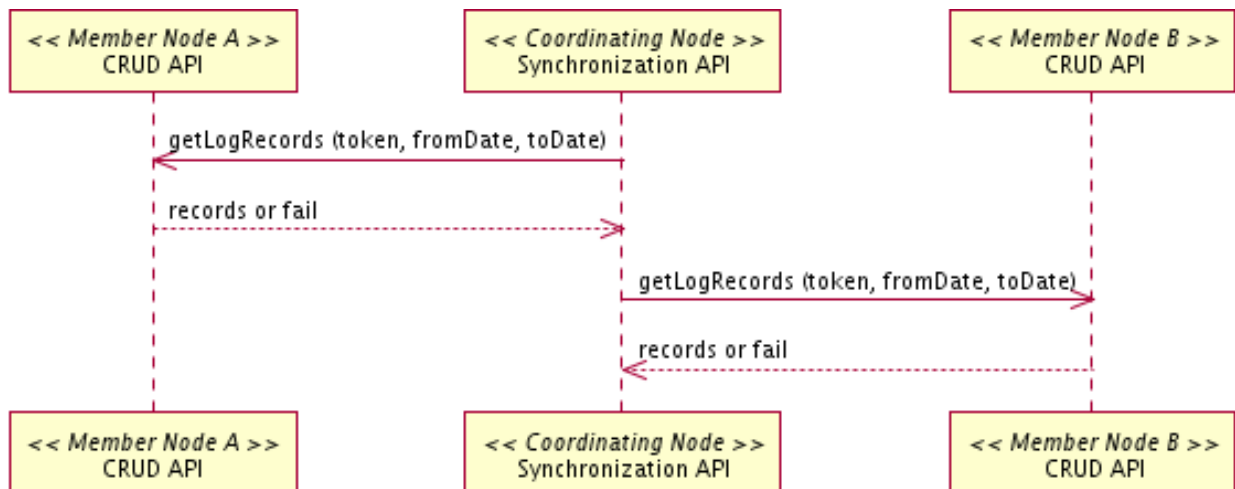 << Member Node A >>
CRUD API
<< Coordinating Node >>
Synchronization API
<< Member Node B >>
CRUD API
getLogRecords (token, fromDate, toDate)
records or fail
getLogRecords (token, fromDate, toDate)
records or fail
<< Member Node A >>
CRUD API
<< Coordinating Node >>
Synchronization API
<< Member Node B >>
CRUD API